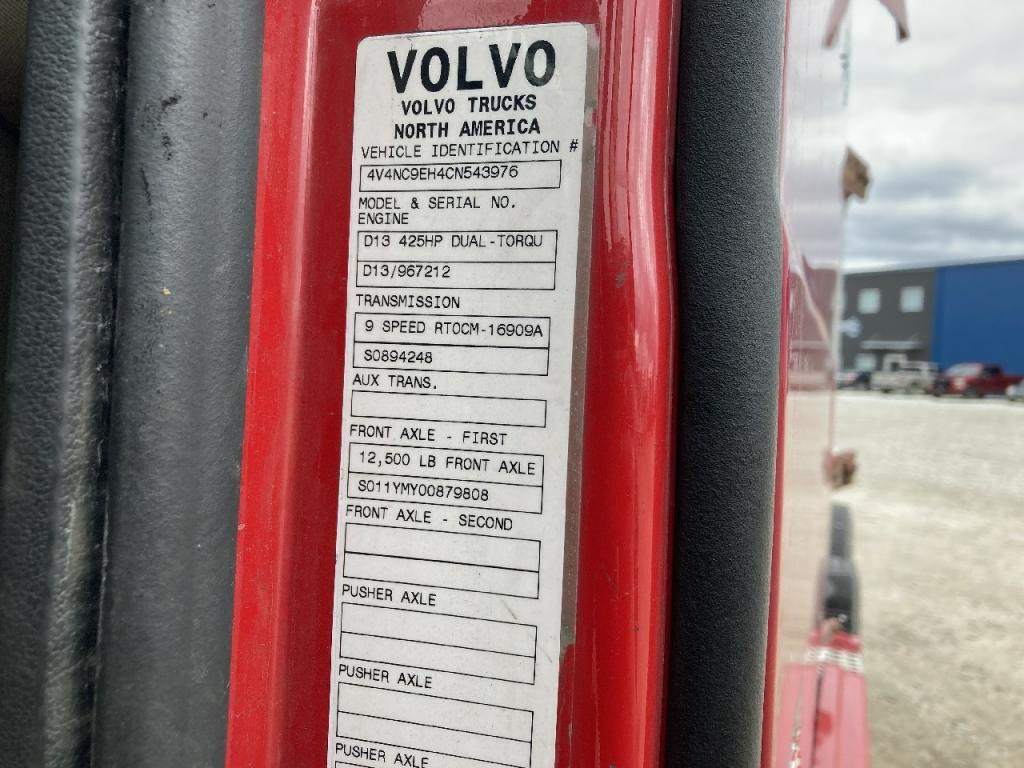 VOLVO
VOLVO TRUCKS
NORTH AMERICA
VEHICLE IDENTIFICATION #
4V4NC9EH4CN543976
MODEL & SERIAL NO.
ENGINE
D13 425HP DUAL-TORQU
D13/967212
TRANSMISSION
9 SPEED RTOCM-16909A
S0894248
AUX TRANS.
FRONT AXLE - FIRST
12,500 LB FRONT AXLE
S011YMY00879808
FRONT AXLE - SECOND
PUSHER AXLE
PUSHER AXLE
PUSHER AXLE